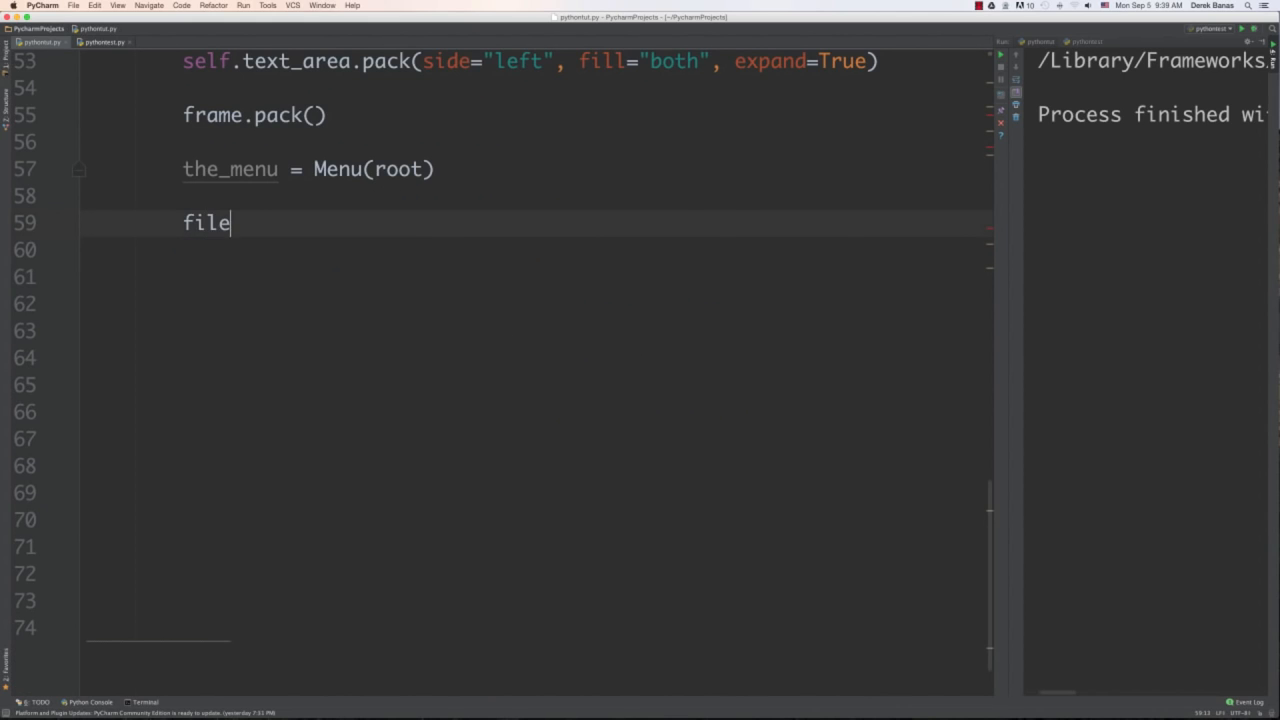 PyCharm File Edit View Navigate Code Refactor Run Tools VCS Window Help 10 Mon Sep 5 9:39 AM Derek Banas
pythontut.py - PycharmProjects - [~/PycharmProjects]
PycharmProjects pythontut.py pythontest
pythontut.py pythontest.py Run: pythontut pythontest
1: Project
7: Structure
2: Favorites
Run
53 self.text_area.pack(side="left", fill="both", expand=True)
54
55 frame.pack()
56
57 the_menu = Menu(root)
58
59 file
60
61
62
63
64
65
66
67
68
69
70
71
72
73
74
/Library/Frameworks
Process finished wi
6: TODO Python Console Terminal Event Log
Platform and Plugin Updates: PyCharm Community Edition is ready to update. (yesterday 7:51 PM) 59:13 LF÷ UTF-8÷